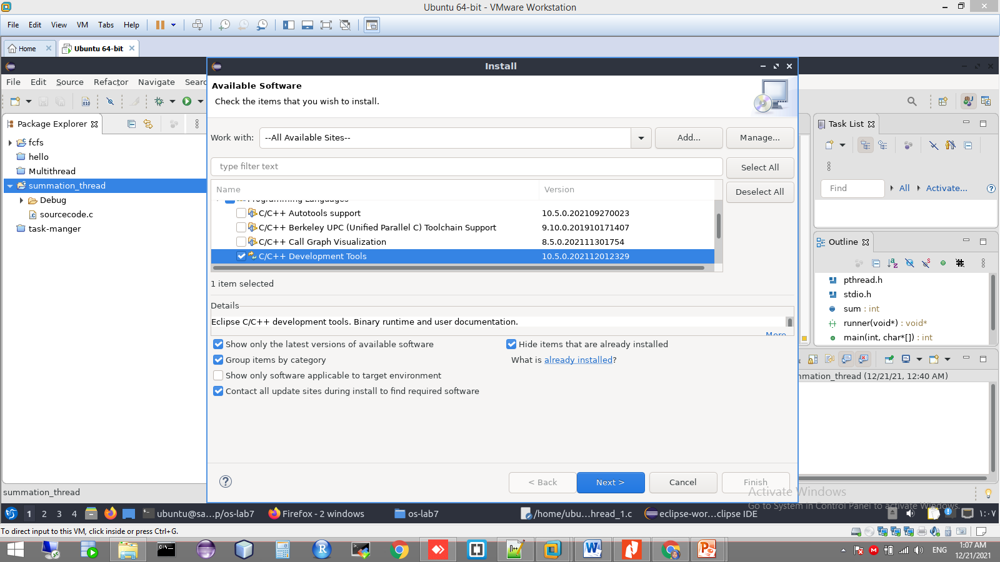 Ubuntu 64-bit - VMware Workstation
File Edit View VM Tabs Help
Home Ubuntu 64-bit
Install
File Edit Source Refactor Navigate Searc
Available Software
Check the items that you wish to install.
Package Explorer
fcfs
hello
Multithread
summation_thread
Debug
sourcecode.c
task-manger
Work with: --All Available Sites-- Add... Manage...
type filter text
Select All
Deselect All
Name Version
Programming Languages
C/C++ Autotools support 10.5.0.202109270023
C/C++ Berkeley UPC (Unified Parallel C) Toolchain Support 9.10.0.201910171407
C/C++ Call Graph Visualization 8.5.0.202111301754
C/C++ Development Tools 10.5.0.202112012329
1 item selected
Details
Eclipse C/C++ development tools. Binary runtime and user documentation.
More
Show only the latest versions of available software
Hide items that are already installed
Group items by category
What is already installed?
Show only software applicable to target environment
Contact all update sites during install to find required software
< Back Next > Cancel Finish
Task List
Find All Activate...
Outline
pthread.h
stdio.h
sum : int
runner(void*) : void*
main(int, char*[]) : int
mmation_thread (12/21/21, 12:40 AM)
summation_thread
Activate Windows
Go to System in Control Panel to activate Windows.
1 2 3 4 ubuntu@sa...p/os-lab7 Firefox - 2 windows os-lab7 /home/ubu...hread_1.c eclipse-wor...clipse IDE ١:٠٧
To direct input to this VM, click inside or press Ctrl+G.
ENG
1:07 AM
12/21/2021